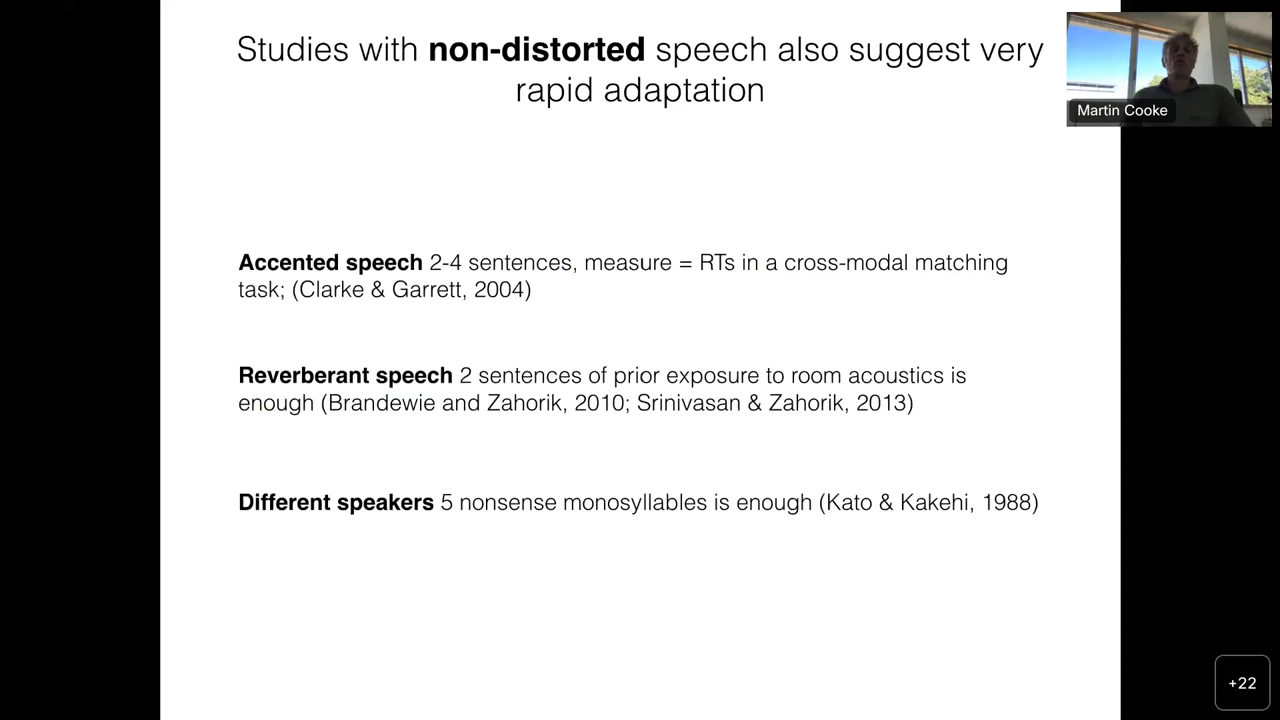 Studies with non-distorted speech also suggest very
rapid adaptation
Martin Cooke
Accented speech 2-4 sentences, measure = RTs in a cross-modal matching
task; (Clarke & Garrett, 2004)
Reverberant speech 2 sentences of prior exposure to room acoustics is
enough (Brandewie and Zahorik, 2010; Srinivasan & Zahorik, 2013)
Different speakers 5 nonsense monosyllables is enough (Kato & Kakehi, 1988)
+22